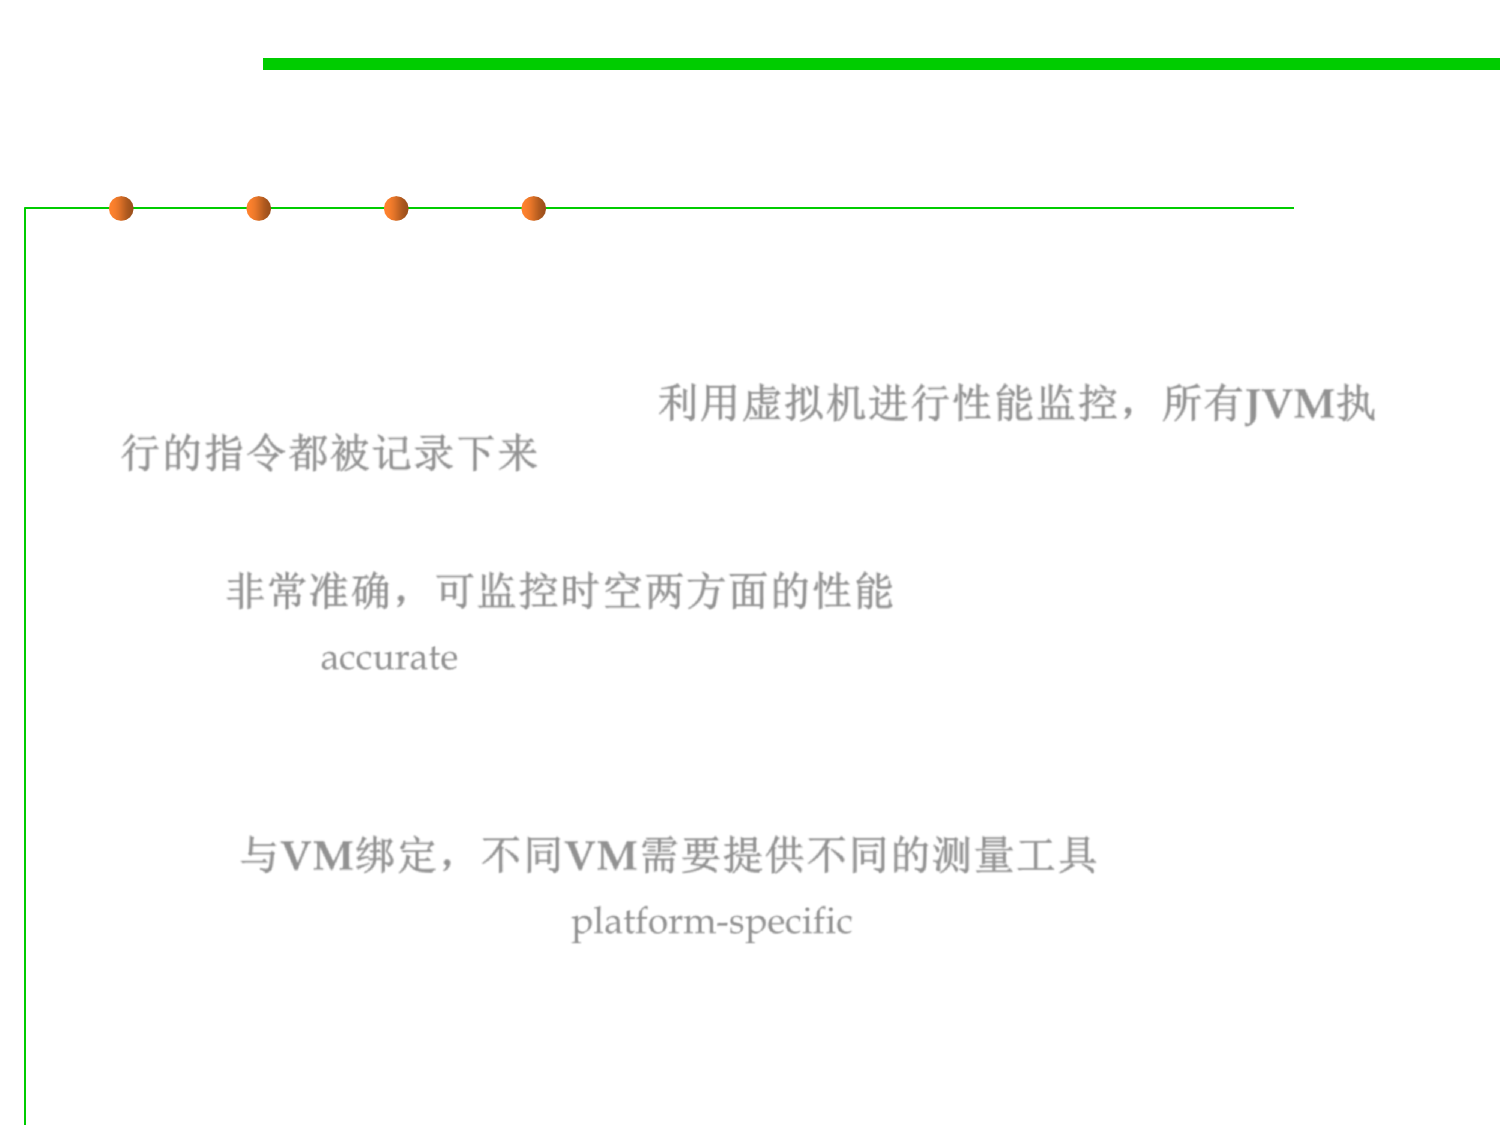 利用虚拟机进行性能监控，所有JVM执
行的指令都被记录下来
非常准确，可监控时空两方面的性能
accurate
与VM绑定，不同VM需要提供不同的测量工具
platform-specific